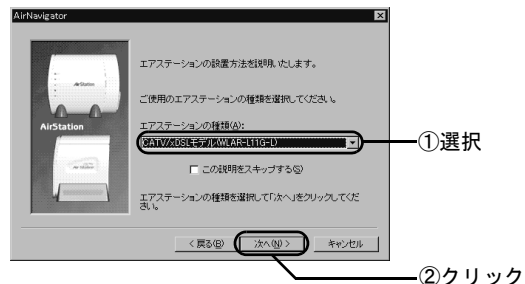 AirNavigator
エアステーションの設置方法を説明いたします。
ご使用のエアステーションの種類を選択してください。
エアステーションの種類(A):
CATV/xDSLモデル(WLAR-L11G-L)
①選択
この説明をスキップする(S)
エアステーションの種類を選択して「次へ」をクリックしてくだ
さい。
AirStation
AirStation
< 戻る(B)
次へ(N) >
キャンセル
②クリック